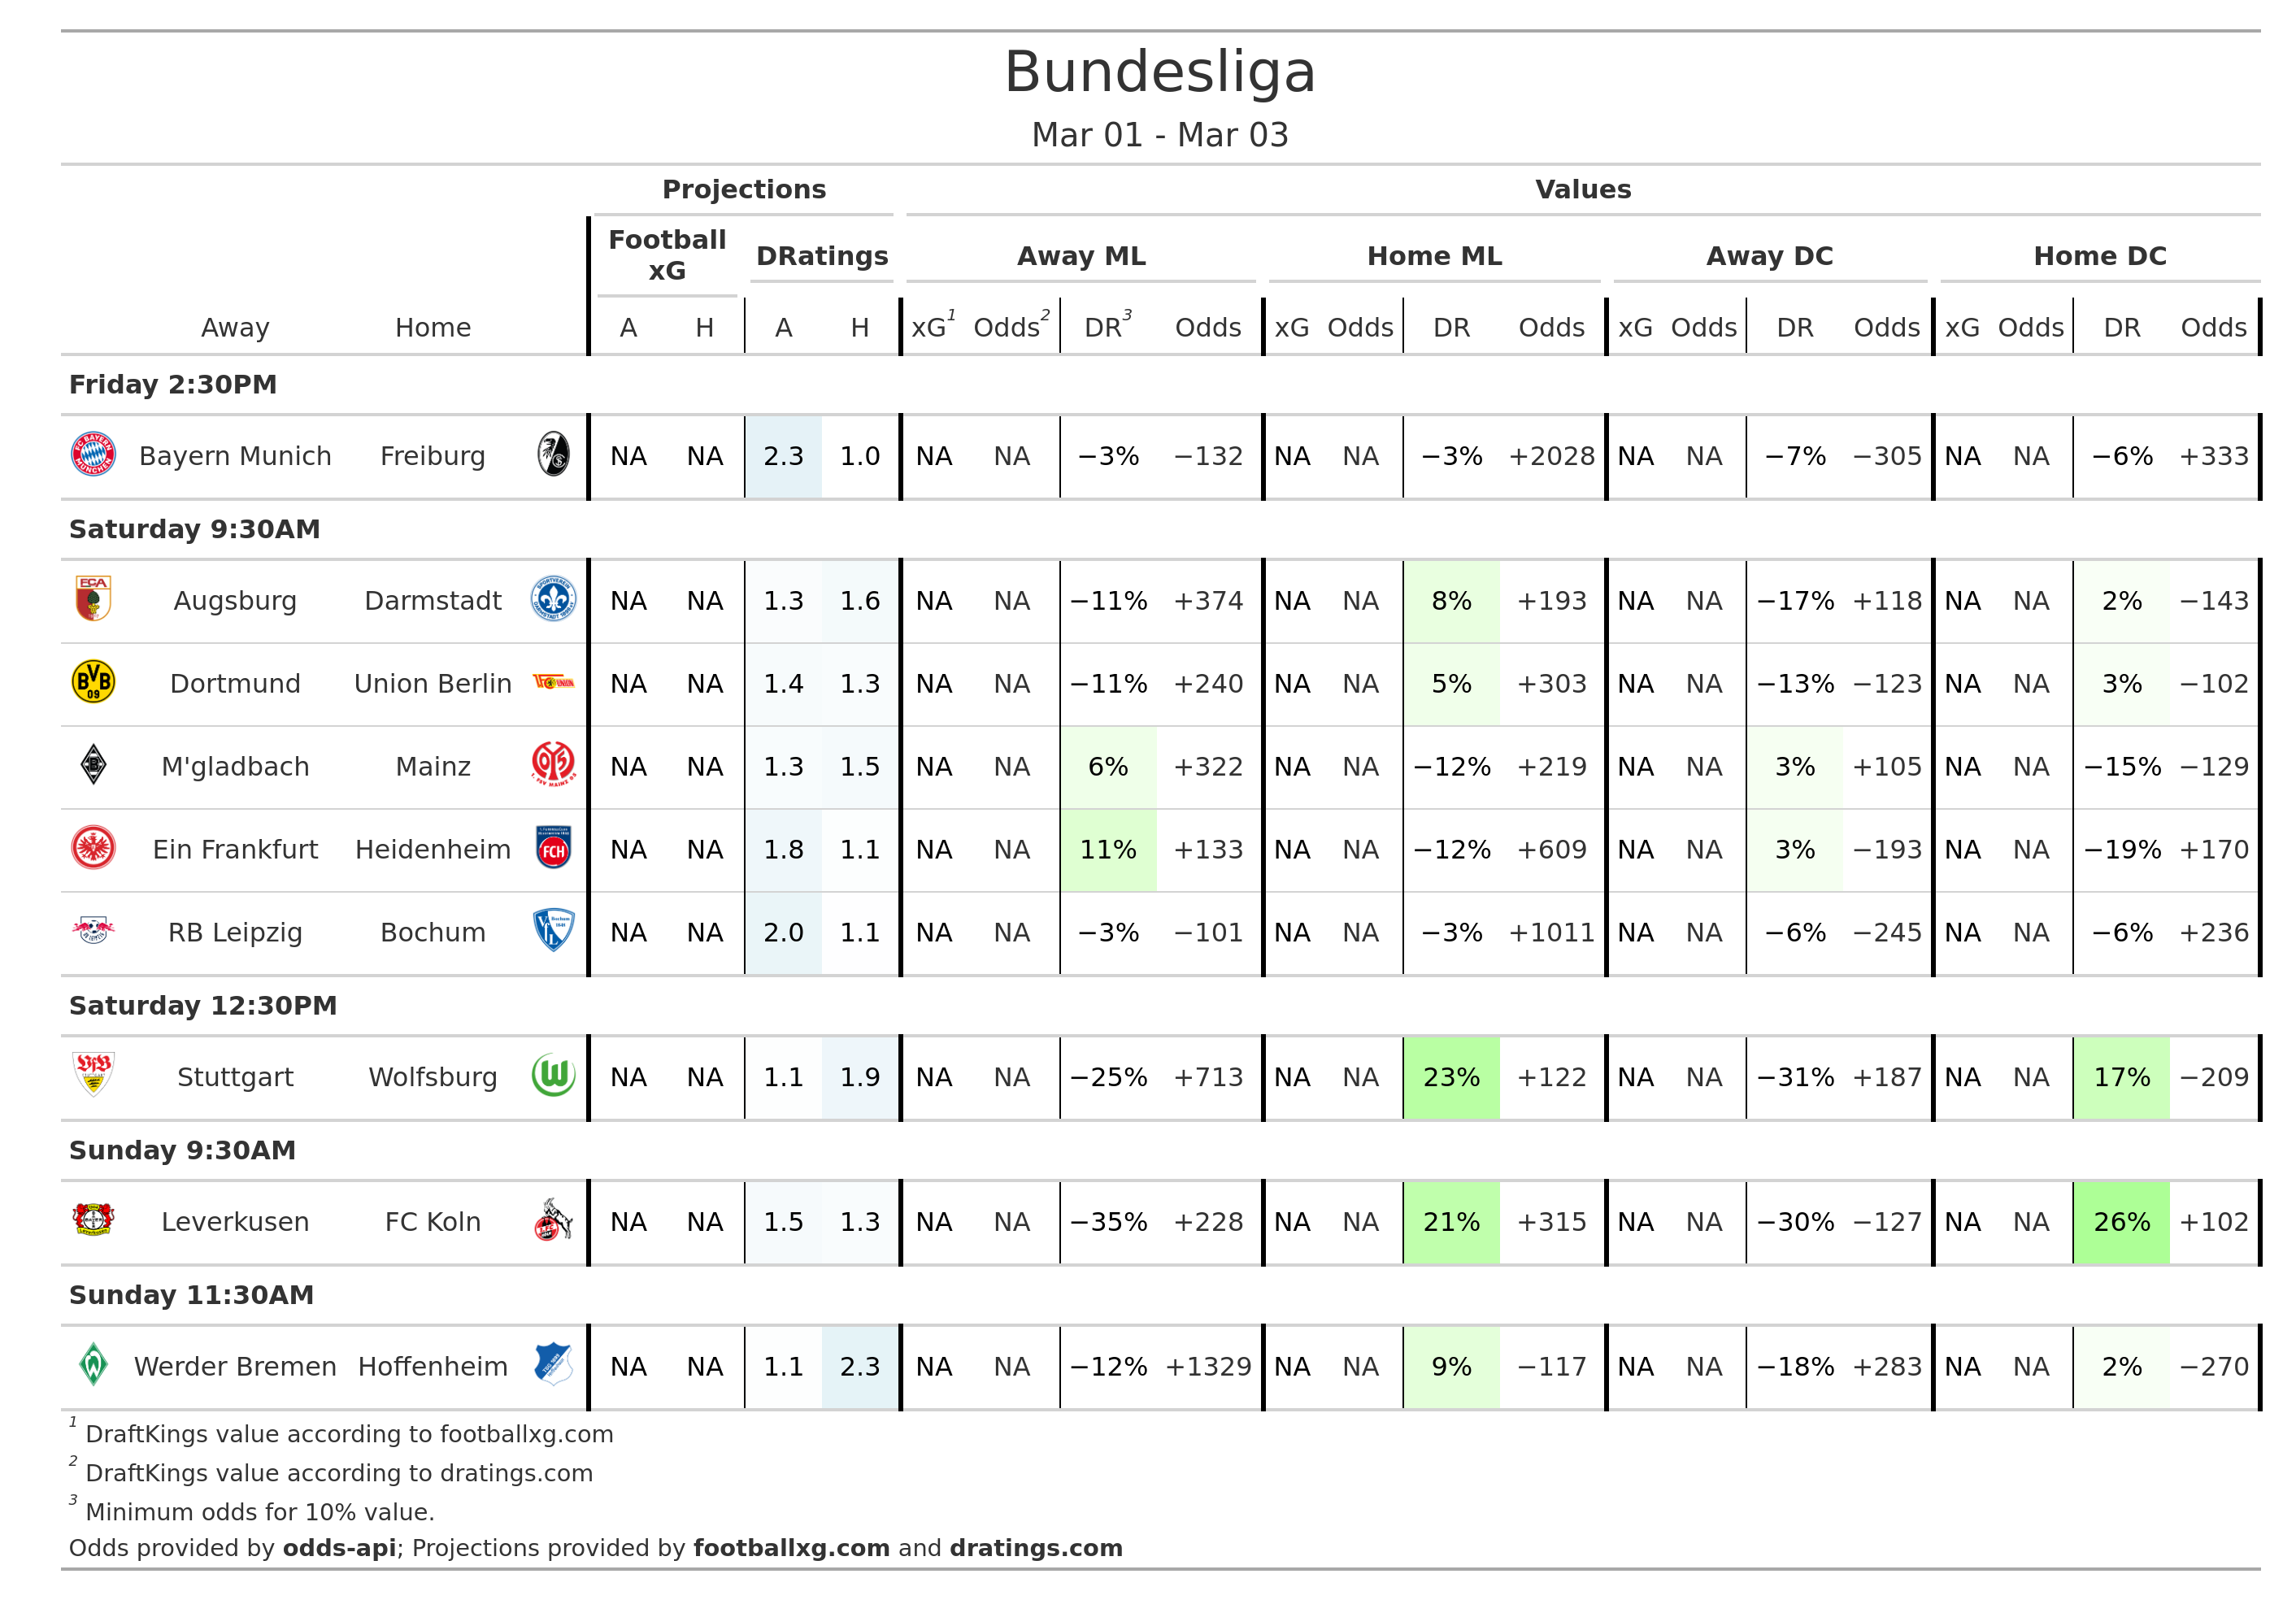 Bundesliga
Mar 01 - Mar 03
Projections Values
Football xG DRatings Away ML Home ML Away DC Home DC
Away Home A H A H xG1 Odds2 DR3 Odds xG Odds DR Odds xG Odds DR Odds xG Odds DR Odds
Friday 2:30PM
Bayern Munich Freiburg NA NA 2.3 1.0 NA NA −3% −132 NA NA −3% +2028 NA NA −7% −305 NA NA −6% +333
Saturday 9:30AM
Augsburg Darmstadt NA NA 1.3 1.6 NA NA −11% +374 NA NA 8% +193 NA NA −17% +118 NA NA 2% −143
Dortmund Union Berlin NA NA 1.4 1.3 NA NA −11% +240 NA NA 5% +303 NA NA −13% −123 NA NA 3% −102
M'gladbach Mainz NA NA 1.3 1.5 NA NA 6% +322 NA NA −12% +219 NA NA 3% +105 NA NA −15% −129
Ein Frankfurt Heidenheim NA NA 1.8 1.1 NA NA 11% +133 NA NA −12% +609 NA NA 3% −193 NA NA −19% +170
RB Leipzig Bochum NA NA 2.0 1.1 NA NA −3% −101 NA NA −3% +1011 NA NA −6% −245 NA NA −6% +236
Saturday 12:30PM
Stuttgart Wolfsburg NA NA 1.1 1.9 NA NA −25% +713 NA NA 23% +122 NA NA −31% +187 NA NA 17% −209
Sunday 9:30AM
Leverkusen FC Koln NA NA 1.5 1.3 NA NA −35% +228 NA NA 21% +315 NA NA −30% −127 NA NA 26% +102
Sunday 11:30AM
Werder Bremen Hoffenheim NA NA 1.1 2.3 NA NA −12% +1329 NA NA 9% −117 NA NA −18% +283 NA NA 2% −270
1 DraftKings value according to footballxg.com
2 DraftKings value according to dratings.com
3 Minimum odds for 10% value.
Odds provided by odds-api; Projections provided by footballxg.com and dratings.com